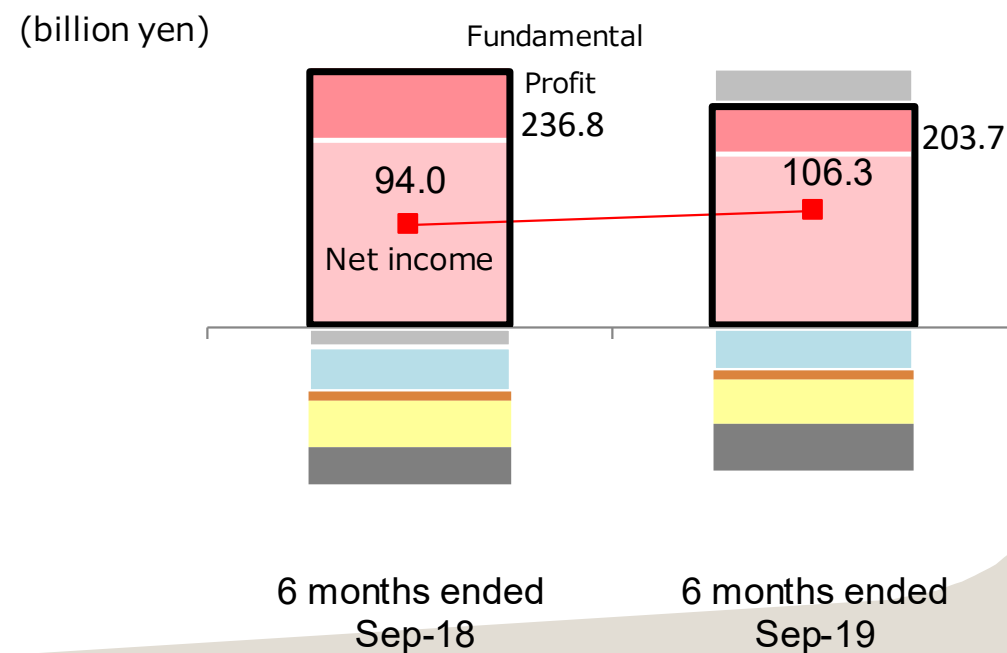 (billion yen)
Fundamental
Profit
236.8
203.7
94.0
106.3
Net income
6 months ended
Sep-18
6 months ended
Sep-19